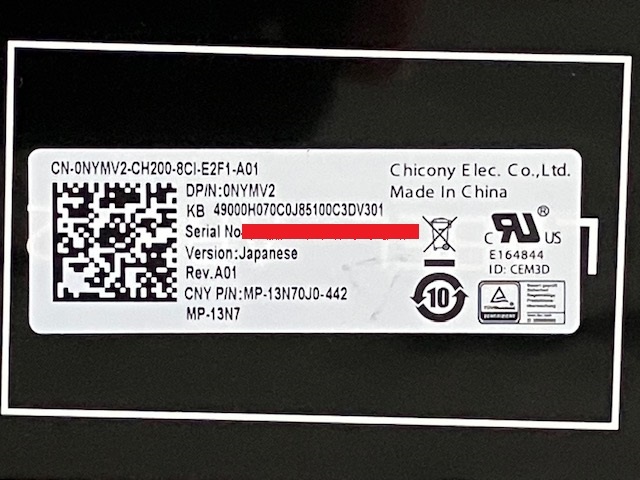 CN-0NYMV2-CH200-8CI-E2F1-A01
DP/N:0NYMV2
KB 49000H070C0J85100C3DV301
Serial No
Version:Japanese
Rev.A01
CNY P/N:MP-13N70J0-442
MP-13N7
Chicony Elec. Co.,Ltd.
Made In China
C RU ® US
E164844
ID: CEM3D
10